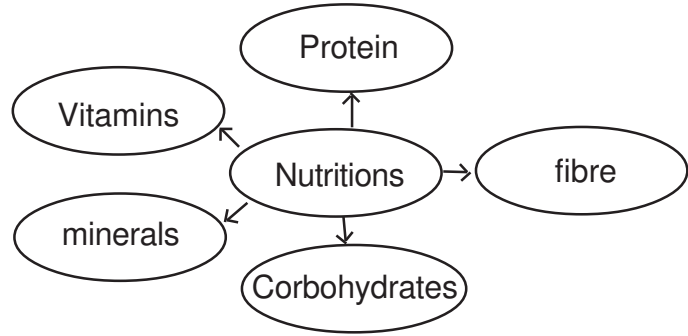 Protein
Vitamins
Nutritions
fibre
minerals
Corbohydrates